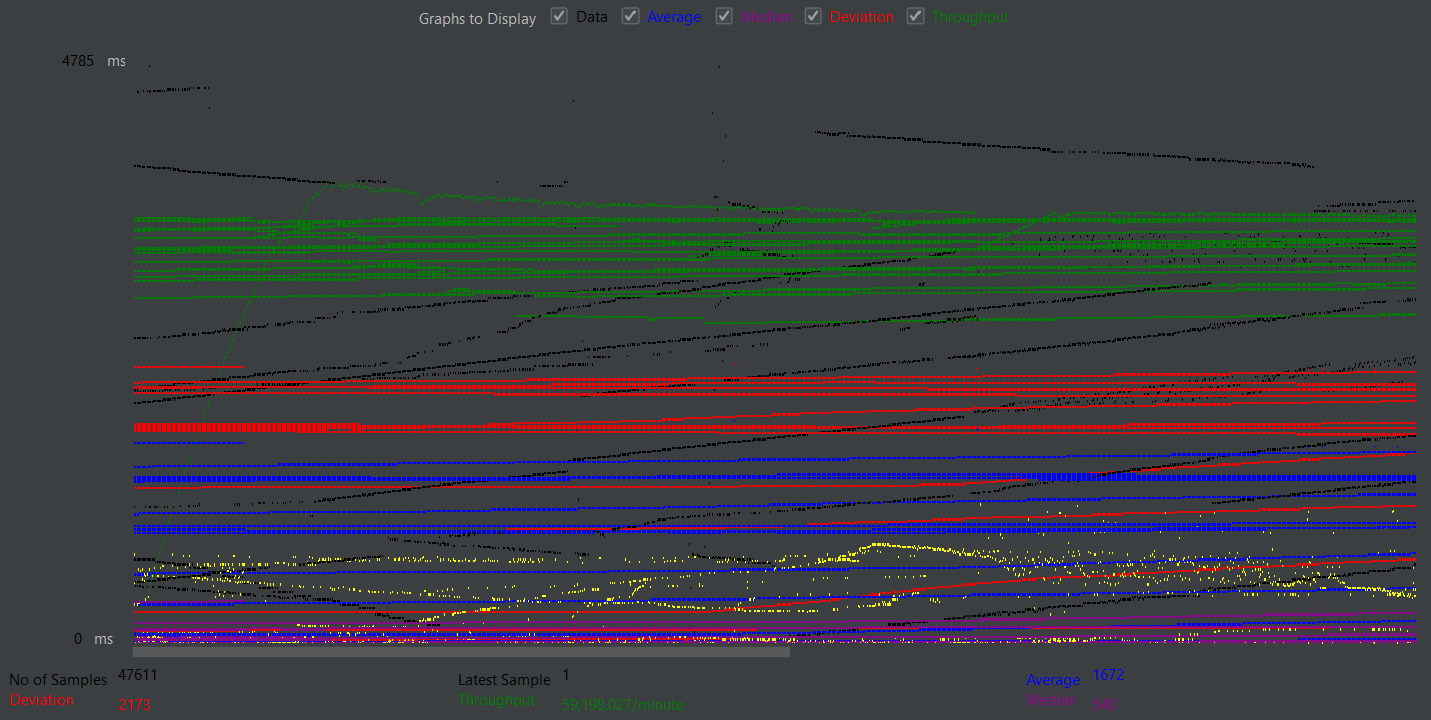 Graphs to Display Data Average Median Deviation Throughput
4785 ms
0 ms
No of Samples 47611 Latest Sample 1 Average 1672
Deviation 2173 Throughput 59,198.027/minute Median